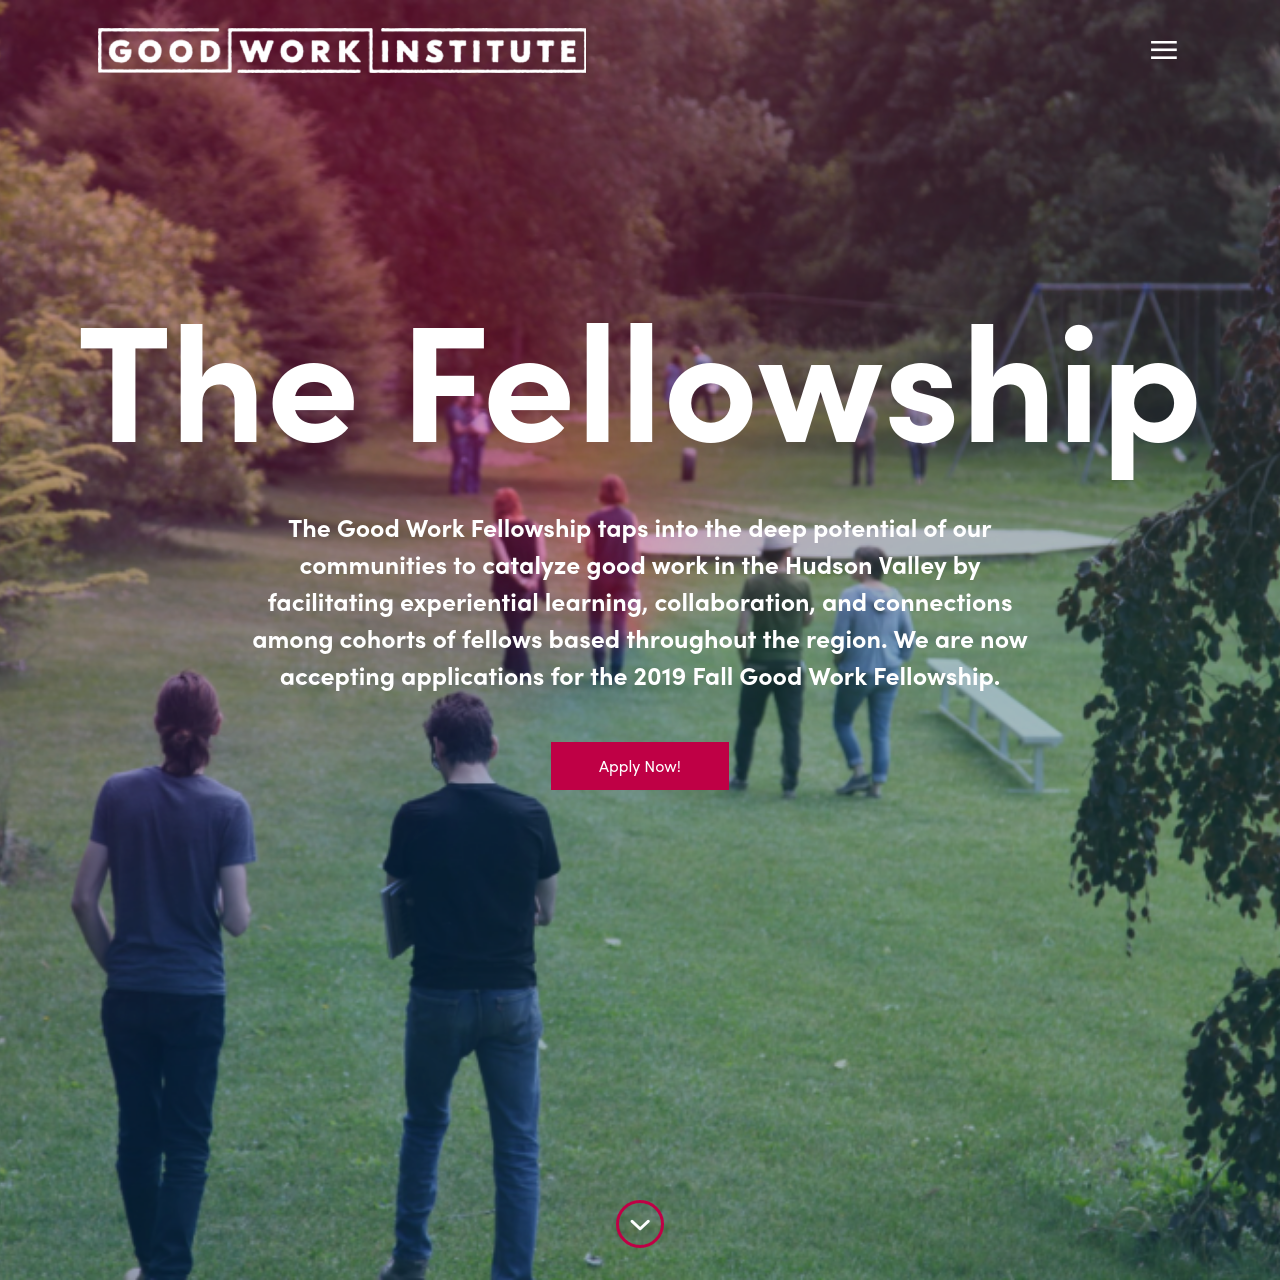 GOOD WORK INSTITUTE
The Fellowship
The Good Work Fellowship taps into the deep potential of our
communities to catalyze good work in the Hudson Valley by
facilitating experiential learning, collaboration, and connections
among cohorts of fellows based throughout the region. We are now
accepting applications for the 2019 Fall Good Work Fellowship.
Apply Now!